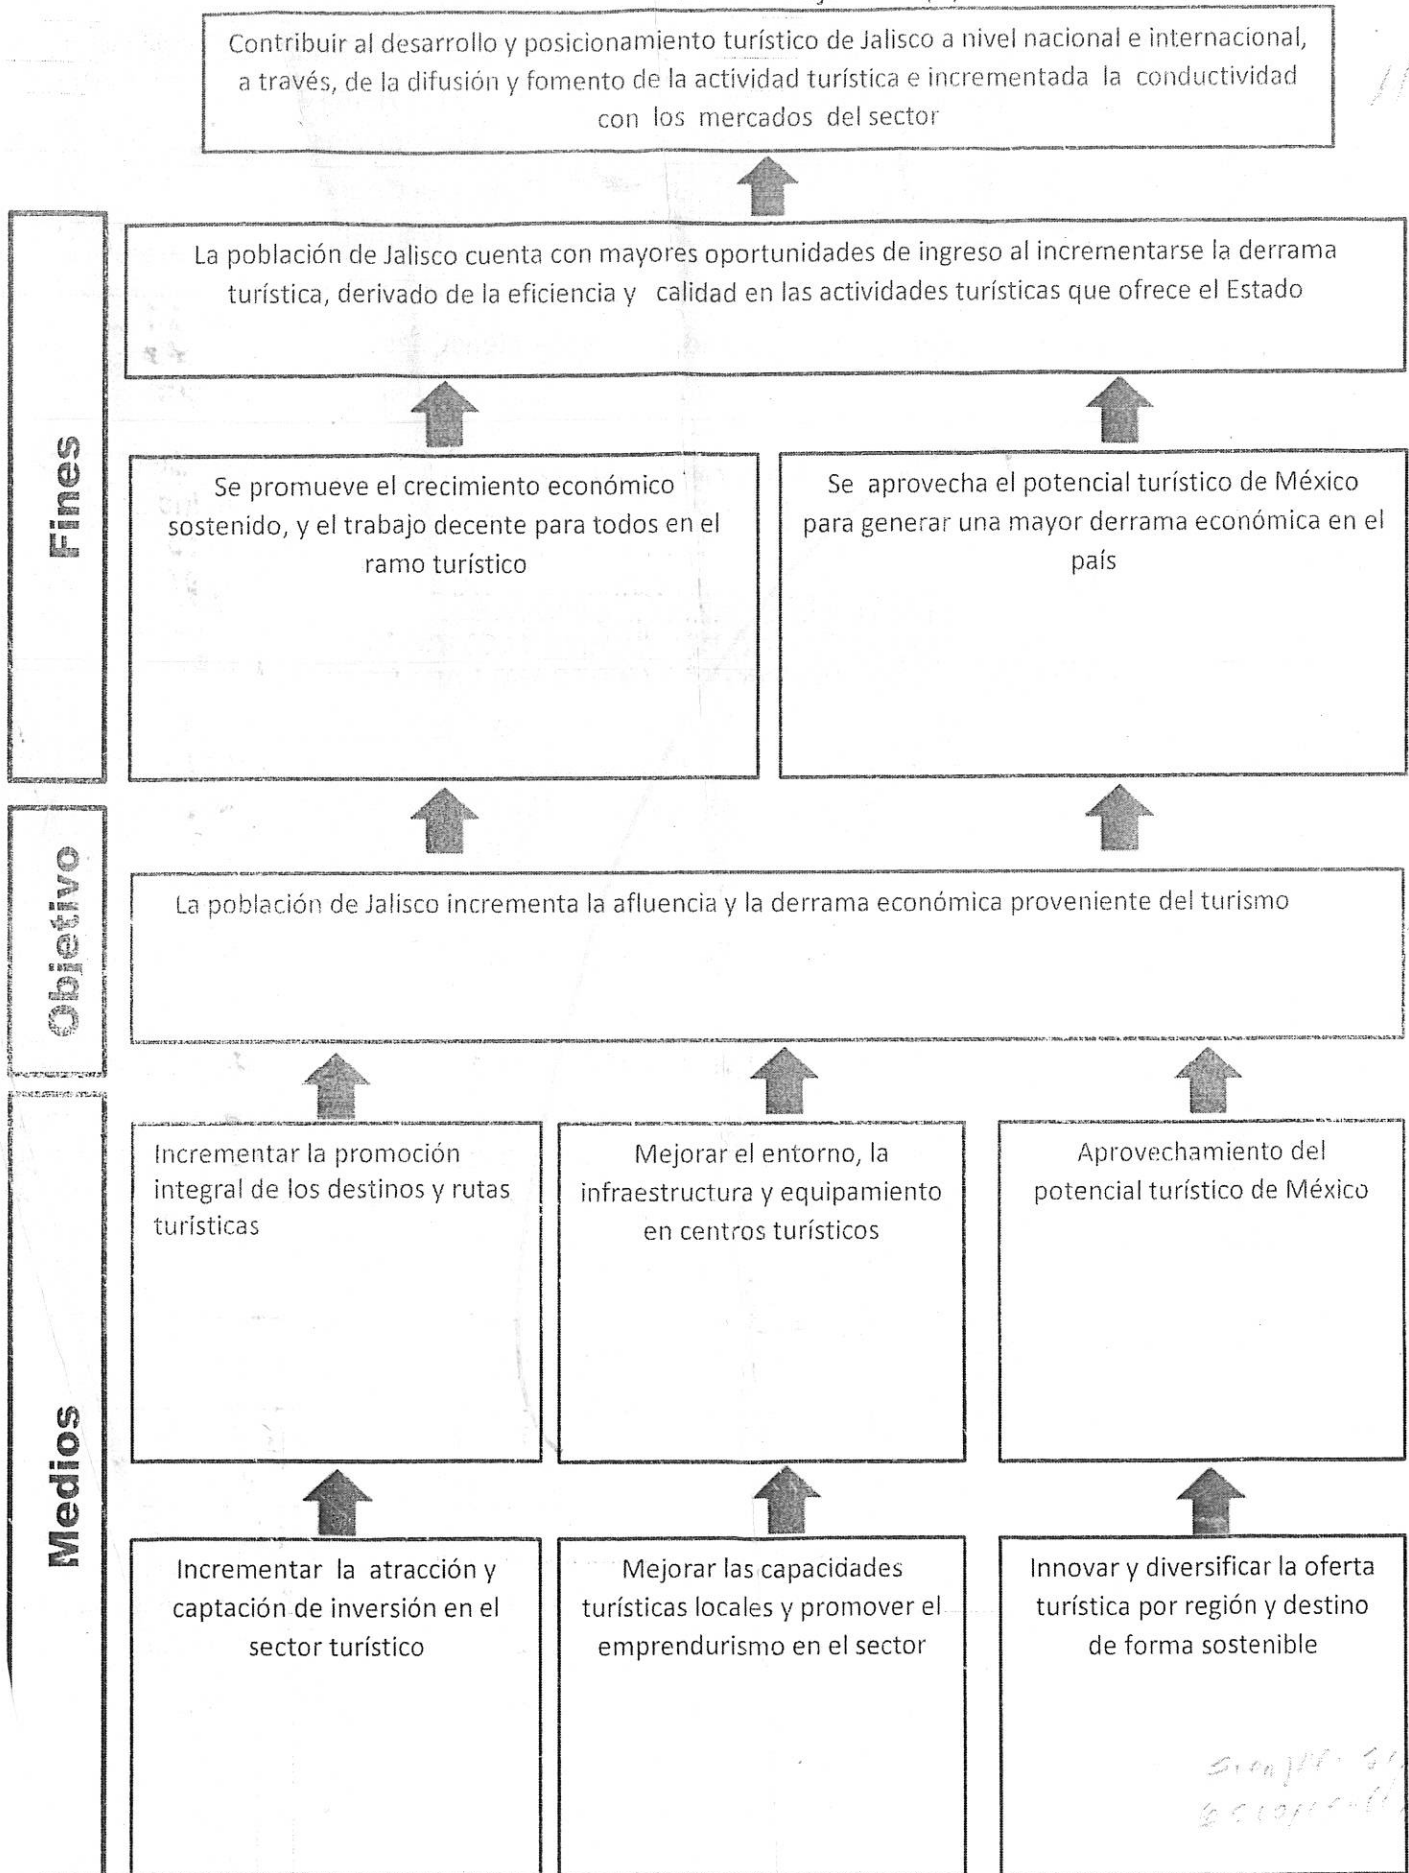 Contribuir al desarrollo y posicionamiento turístico de Jalisco a nivel nacional e internacional,
a través, de la difusión y fomento de la actividad turística e incrementada la conductividad
con los mercados del sector
Fines
La población de Jalisco cuenta con mayores oportunidades de ingreso al incrementarse la derrama
turística, derivado de la eficiencia y calidad en las actividades turísticas que ofrece el Estado
Se promueve el crecimiento económico
sostenido, y el trabajo decente para todos en el
ramo turístico
Se aprovecha el potencial turístico de México
para generar una mayor derrama económica en el
país
Objetivo
La población de Jalisco incrementa la afluencia y la derrama económica proveniente del turismo
Medios
Incrementar la promoción
integral de los destinos y rutas
turísticas
Mejorar el entorno, la
infraestructura y equipamiento
en centros turísticos
Aprovechamiento del
potencial turístico de México
Incrementar la atracción y
captación de inversión en el
sector turístico
Mejorar las capacidades
turísticas locales y promover el
emprendurismo en el sector
Innovar y diversificar la oferta
turística por región y destino
de forma sostenible